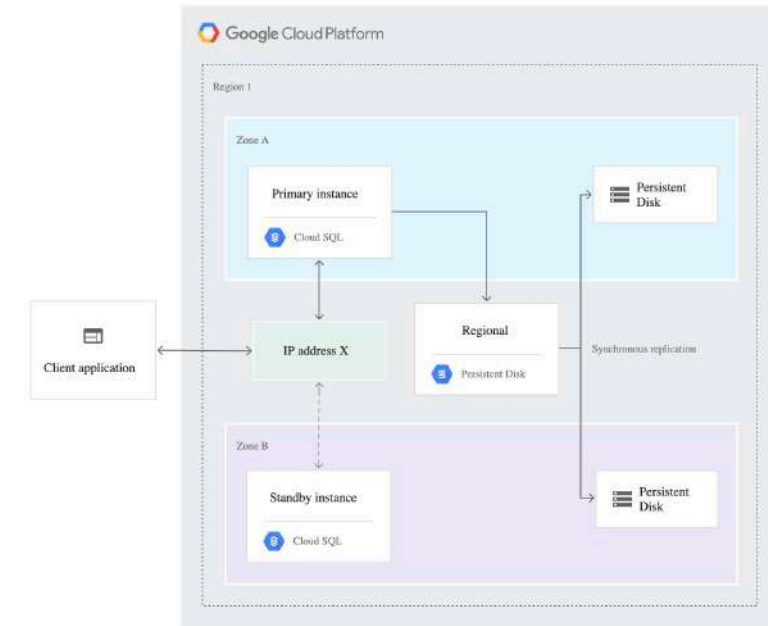 Google Cloud Platform
Region 1
Zone A
Primary instance
Cloud SQL
Persistent
Disk
Client application
IP address X
Regional
Persistent Disk
Synchronous replication
Zone B
Standby instance
Cloud SQL
Persistent
Disk